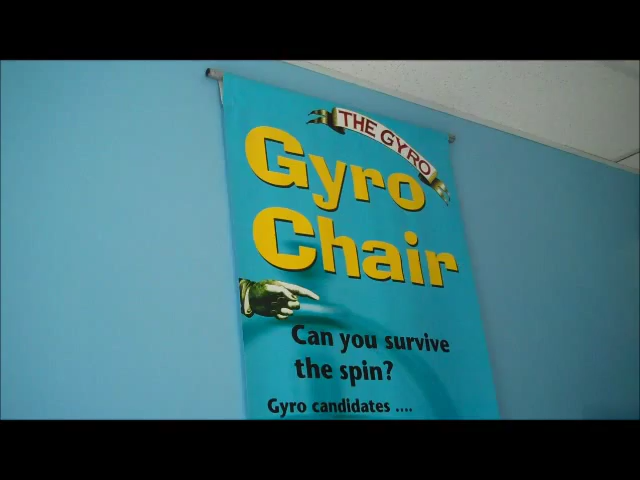 THE GYRO
Gyro
Chair
Can you survive
the spin?
Gyro candidates ....